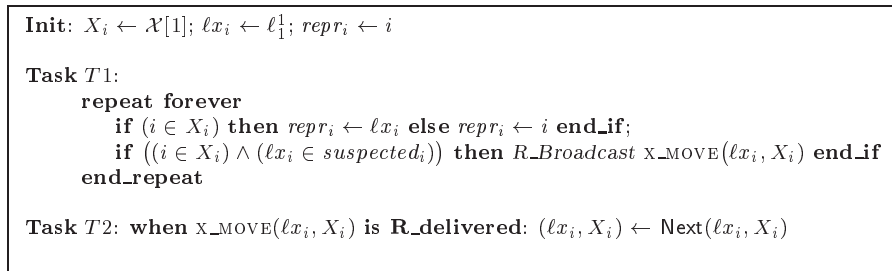 Init: X_i ← 𝒳[1]; ℓx_i ← ℓ^1_1; repr_i ← i
Task T1:
repeat forever
if (i ∈ X_i) then repr_i ← ℓx_i else repr_i ← i end_if;
if ((i ∈ X_i) ∧ (ℓx_i ∈ suspected_i)) then R_Broadcast X_MOVE(ℓx_i, X_i) end_if
end_repeat
Task T2: when X_MOVE(ℓx_i, X_i) is R_delivered: (ℓx_i, X_i) ← Next(ℓx_i, X_i)